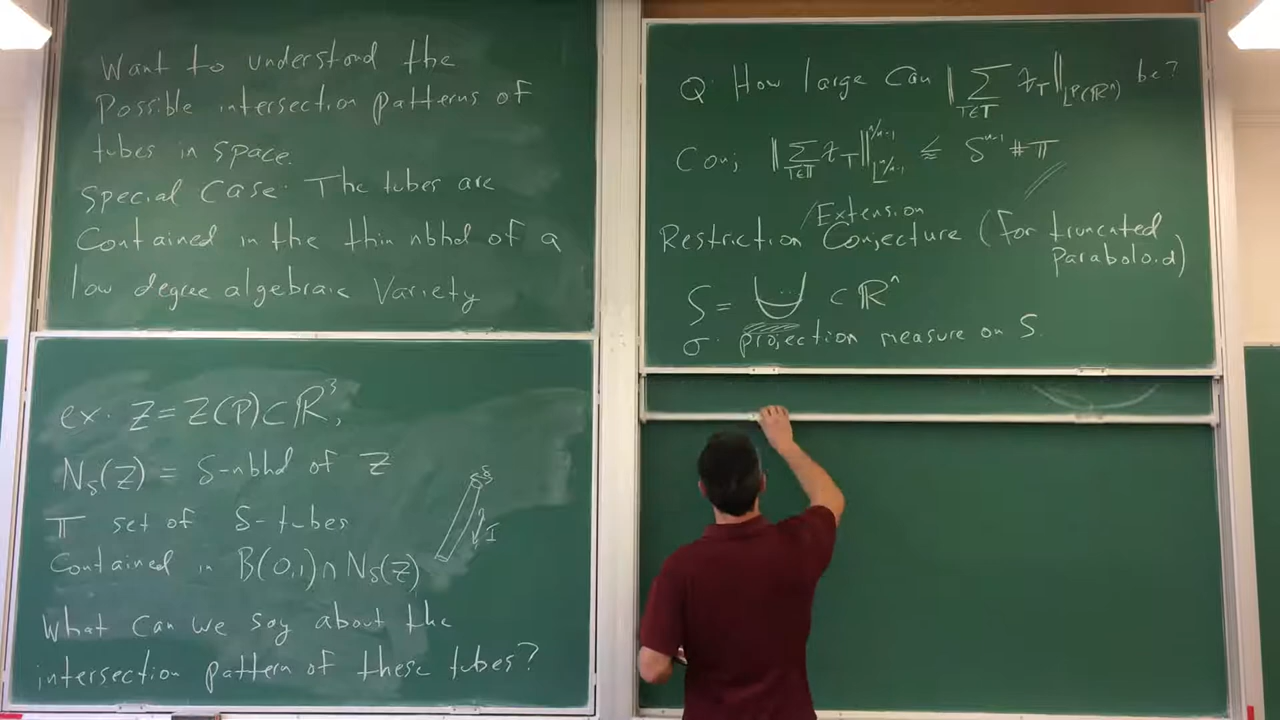 Want to understand the
Possible intersection patterns of
tubes in space.
Special Case. The tubes are
Contained in the thin nbhd of a
low degree algebraic Variety
ex. Z = Z(P) ⊂ ℝ³,
N_δ(Z) = δ-nbhd of Z
𝕋 set of δ-tubes
Contained in B(0,1) ∩ N_δ(Z)
δ
1
What can we say about the
intersection pattern of these tubes?
Q. How large can ‖∑_{T∈𝕋} χ_T‖_{L^p(ℝⁿ)} be?
Conj ‖∑_{T∈𝕋} χ_T‖_{L^{n/n-1}}^{n/n-1} ⪅ δ^{n-1} #𝕋
Restriction /Extension Conjecture (for truncated
paraboloid)
S = ⊂ ℝⁿ
σ. projection measure on S.